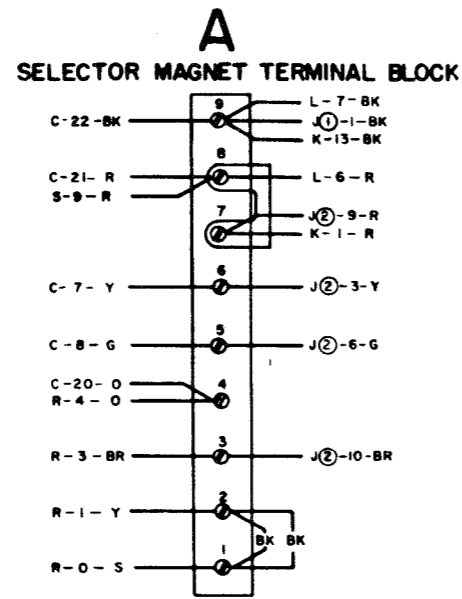 A
SELECTOR MAGNET TERMINAL BLOCK
9
L-7-BK
C-22-BK
J①-1-BK
K-13-BK
8
C-21-R
L-6-R
S-9-R
7
J②-9-R
K-1-R
6
C-7-Y
J②-3-Y
5
C-8-G
J②-6-G
C-20-O
4
R-4-O
3
R-3-BR
J②-10-BR
2
R-1-Y
BK BK
1
R-0-S